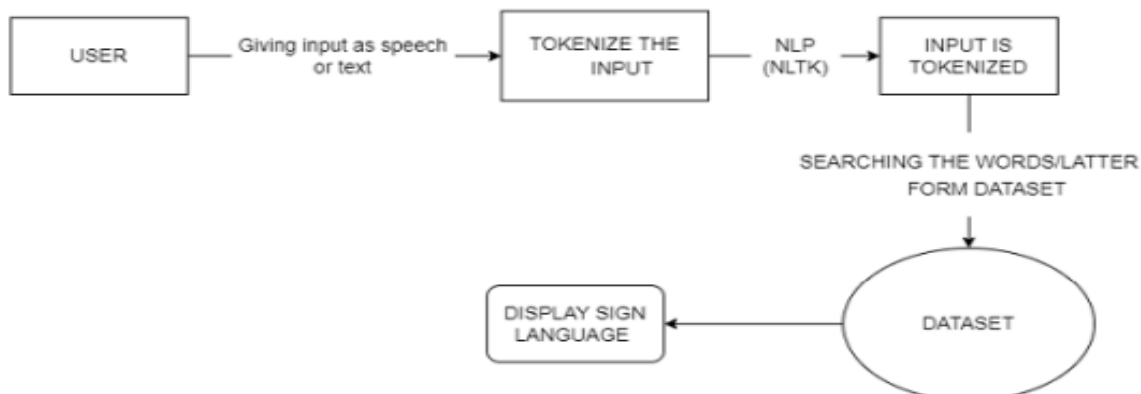 USER
Giving input as speech
or text
TOKENIZE THE
INPUT
NLP
(NLTK)
INPUT IS
TOKENIZED
SEARCHING THE WORDS/LATTER
FORM DATASET
DISPLAY SIGN
LANGUAGE
DATASET